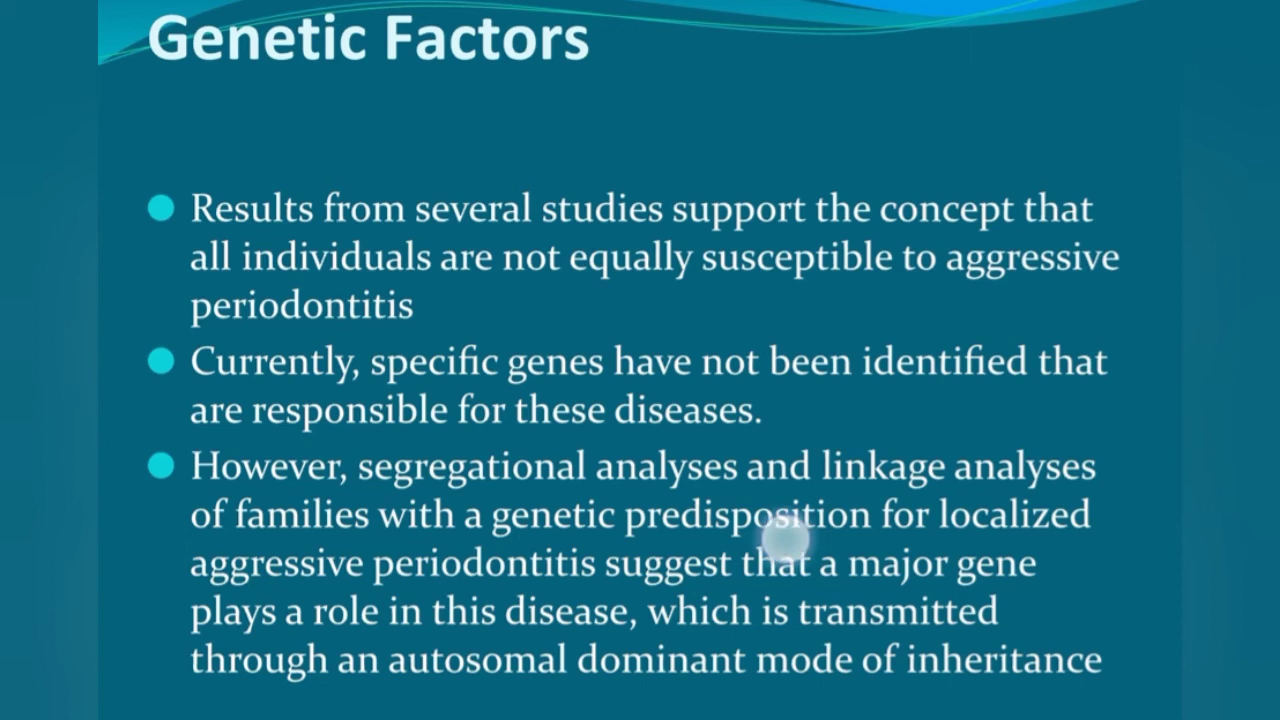 Genetic Factors
Results from several studies support the concept that
all individuals are not equally susceptible to aggressive
periodontitis
Currently, specific genes have not been identified that
are responsible for these diseases.
However, segregational analyses and linkage analyses
of families with a genetic predisposition for localized
aggressive periodontitis suggest that a major gene
plays a role in this disease, which is transmitted
through an autosomal dominant mode of inheritance